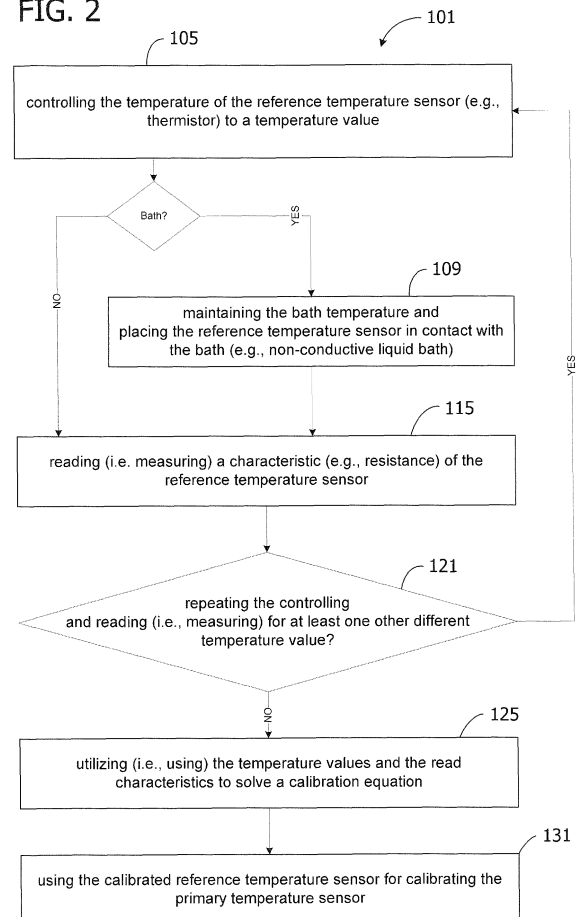 FIG. 2
101
105
controlling the temperature of the reference temperature sensor (e.g.,
thermistor) to a temperature value
Bath?
YES
NO
109
maintaining the bath temperature and
placing the reference temperature sensor in contact with
the bath (e.g., non-conductive liquid bath)
YES
115
reading (i.e. measuring) a characteristic (e.g., resistance) of the
reference temperature sensor
121
repeating the controlling
and reading (i.e., measuring) for at least one other different
temperature value?
NO
125
utilizing (i.e., using) the temperature values and the read
characteristics to solve a calibration equation
131
using the calibrated reference temperature sensor for calibrating the
primary temperature sensor